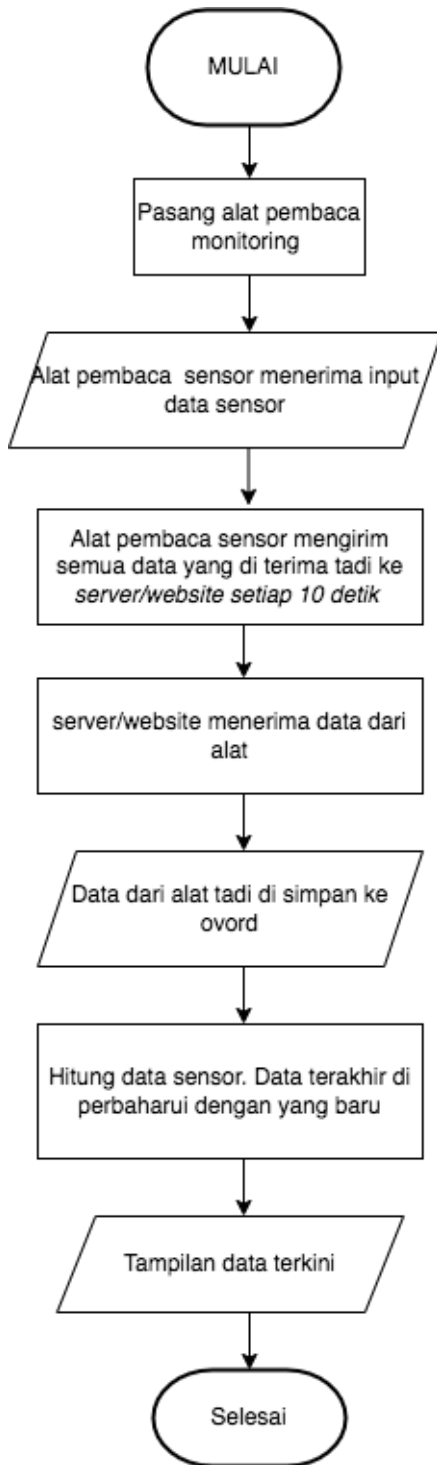 MULAI
Pasang alat pembaca
monitoring
Alat pembaca sensor menerima input
data sensor
Alat pembaca sensor mengirim
semua data yang di terima tadi ke
server/website setiap 10 detik
server/website menerima data dari
alat
Data dari alat tadi di simpan ke
ovord
Hitung data sensor. Data terakhir di
perbaharui dengan yang baru
Tampilan data terkini
Selesai